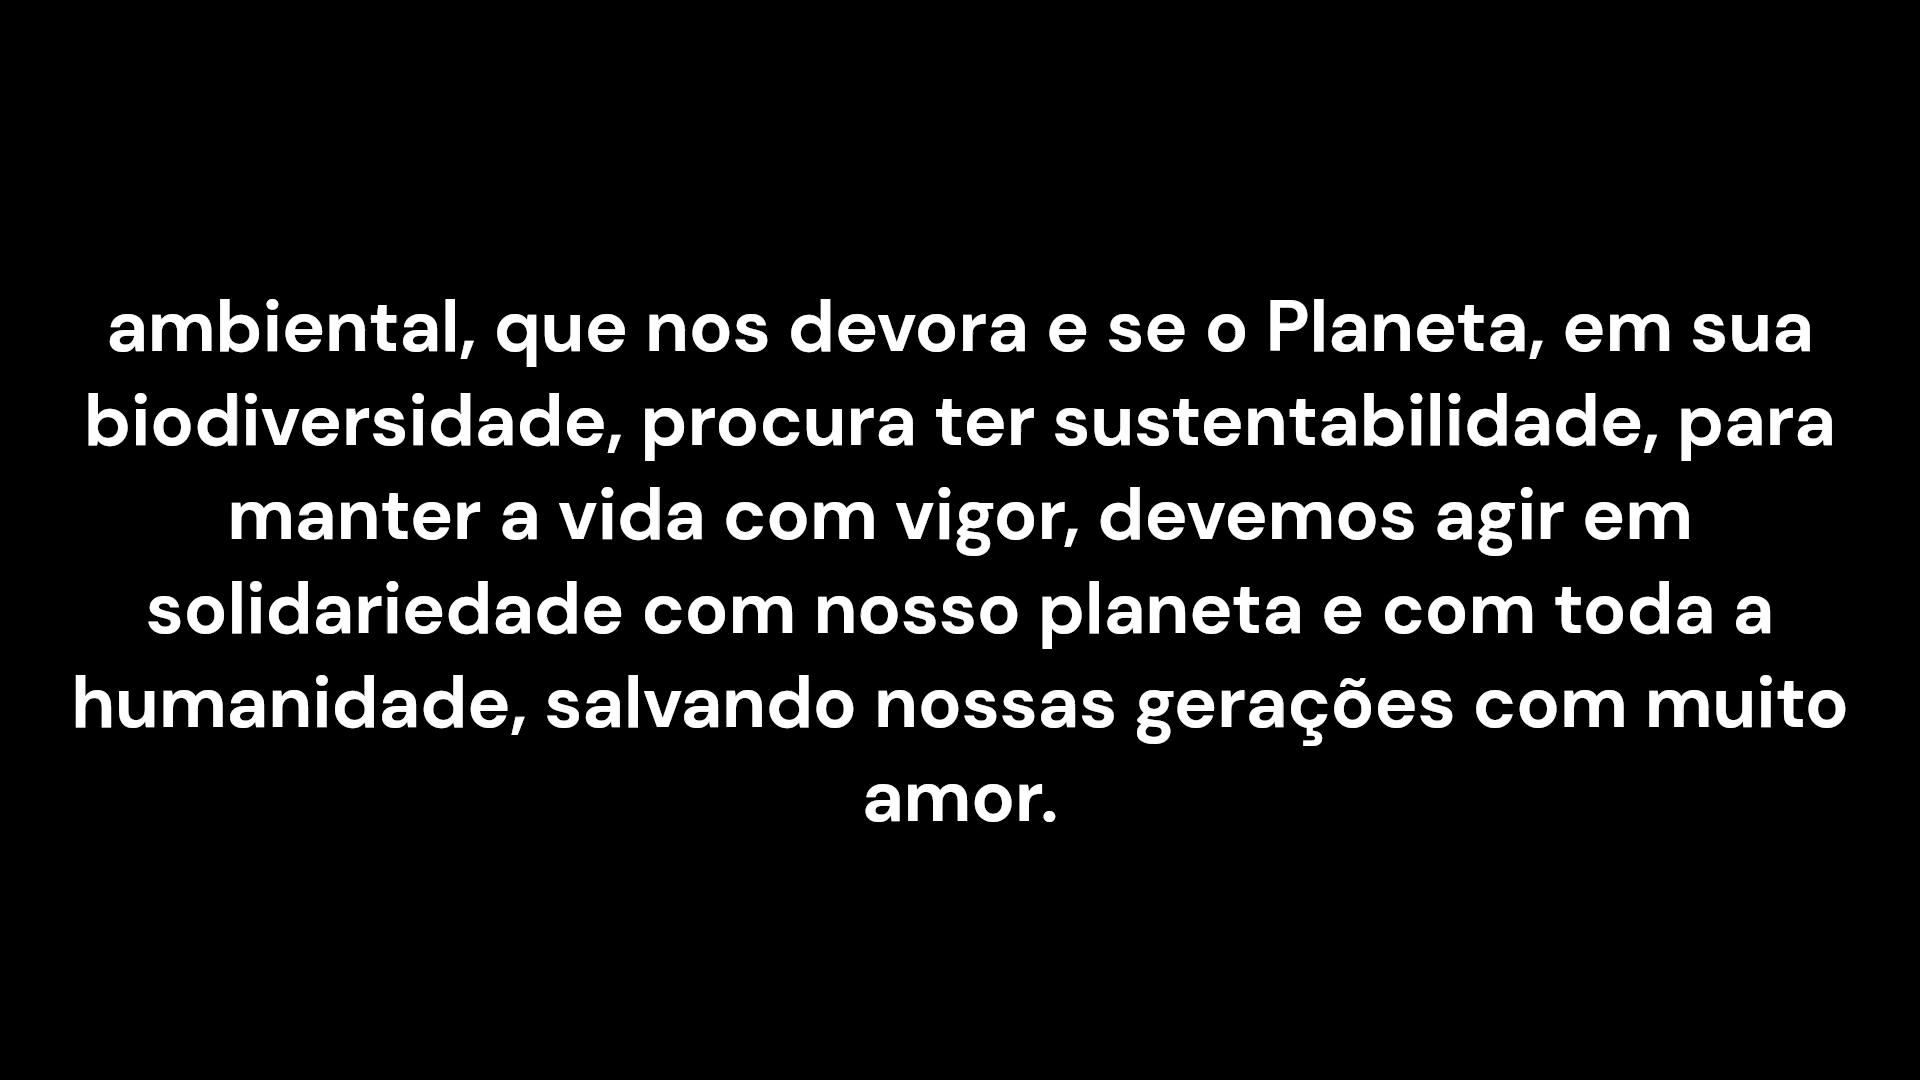 ambiental, que nos devora e se o Planeta, em sua
biodiversidade, procura ter sustentabilidade, para
manter a vida com vigor, devemos agir em
solidariedade com nosso planeta e com toda a
humanidade, salvando nossas gerações com muito
amor.